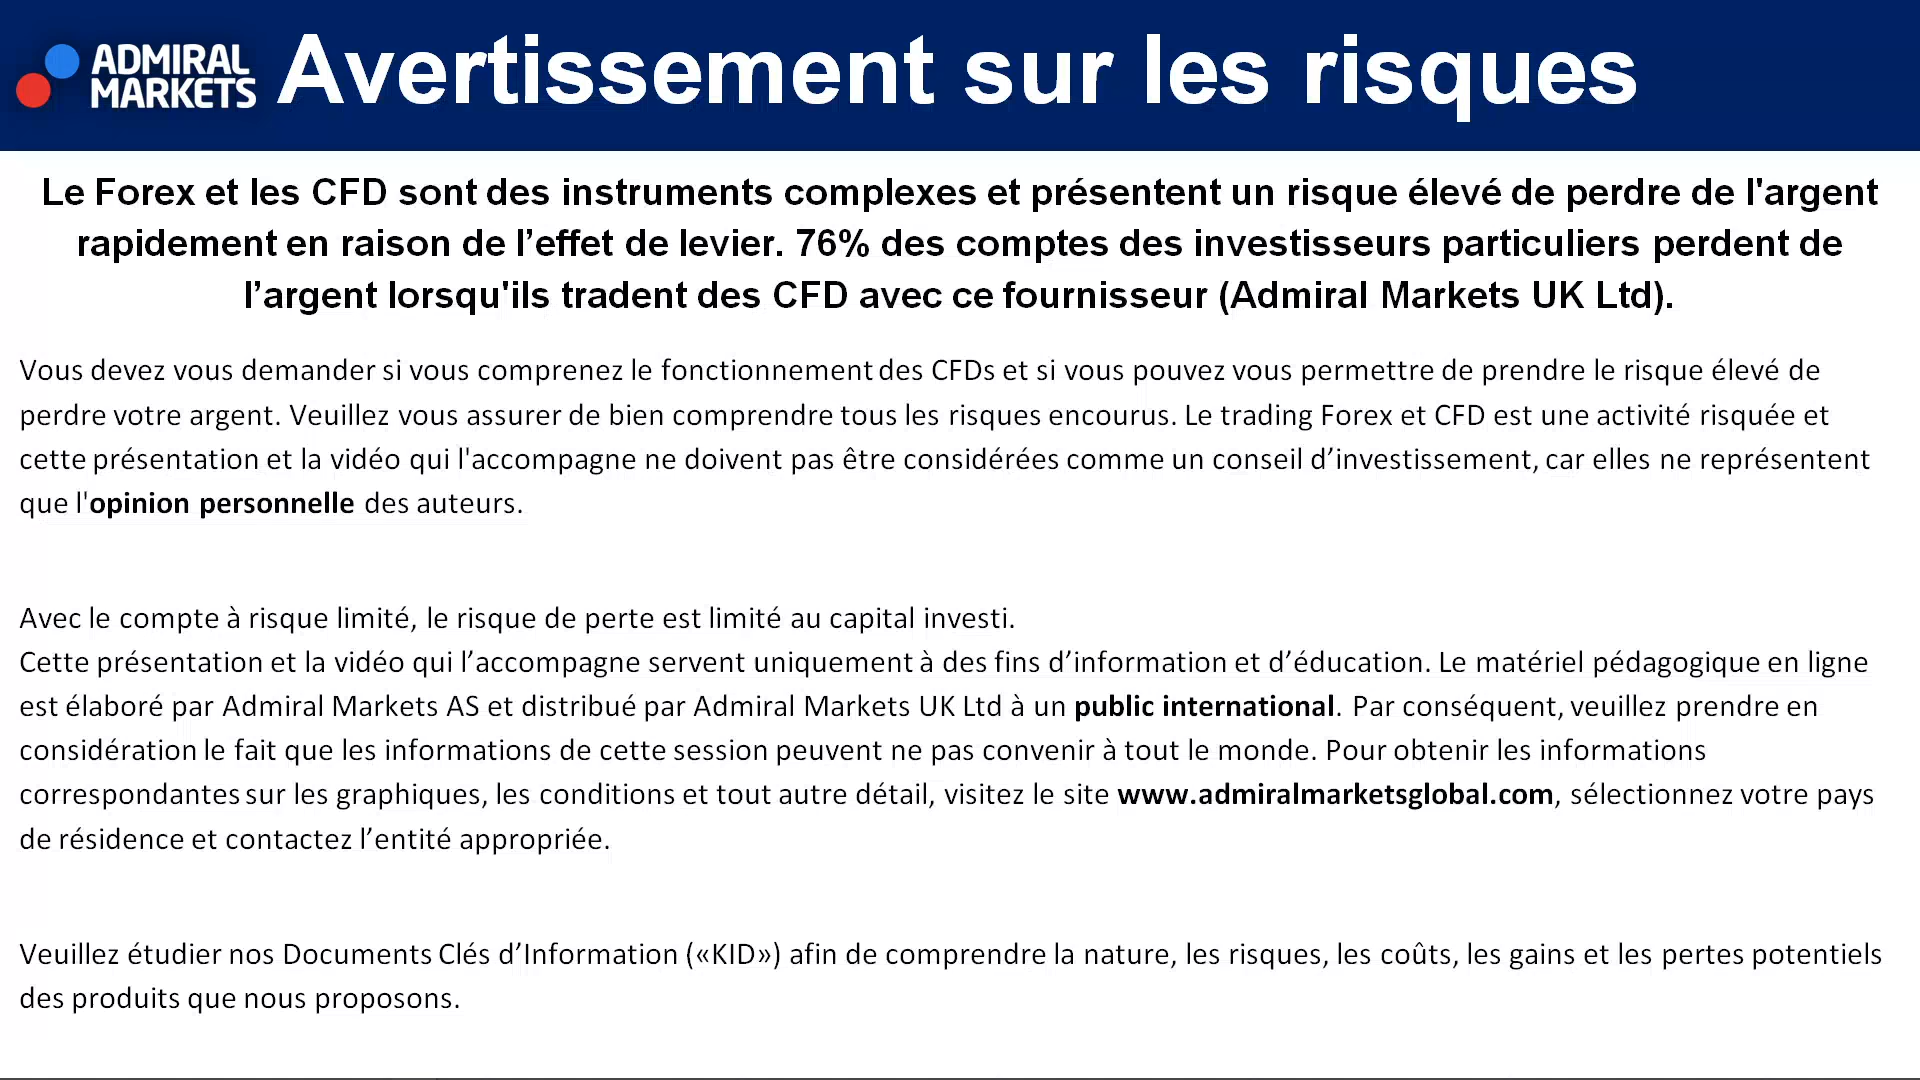 ADMIRAL
MARKETS
Avertissement sur les risques
Le Forex et les CFD sont des instruments complexes et présentent un risque élevé de perdre de l'argent
rapidement en raison de l’effet de levier. 76% des comptes des investisseurs particuliers perdent de
l’argent lorsqu'ils tradent des CFD avec ce fournisseur (Admiral Markets UK Ltd).
Vous devez vous demander si vous comprenez le fonctionnement des CFDs et si vous pouvez vous permettre de prendre le risque élevé de
perdre votre argent. Veuillez vous assurer de bien comprendre tous les risques encourus. Le trading Forex et CFD est une activité risquée et
cette présentation et la vidéo qui l'accompagne ne doivent pas être considérées comme un conseil d’investissement, car elles ne représentent
que l'opinion personnelle des auteurs.
Avec le compte à risque limité, le risque de perte est limité au capital investi.
Cette présentation et la vidéo qui l’accompagne servent uniquement à des fins d’information et d’éducation. Le matériel pédagogique en ligne
est élaboré par Admiral Markets AS et distribué par Admiral Markets UK Ltd à un public international. Par conséquent, veuillez prendre en
considération le fait que les informations de cette session peuvent ne pas convenir à tout le monde. Pour obtenir les informations
correspondantes sur les graphiques, les conditions et tout autre détail, visitez le site www.admiralmarketsglobal.com, sélectionnez votre pays
de résidence et contactez l’entité appropriée.
Veuillez étudier nos Documents Clés d’Information («KID») afin de comprendre la nature, les risques, les coûts, les gains et les pertes potentiels
des produits que nous proposons.